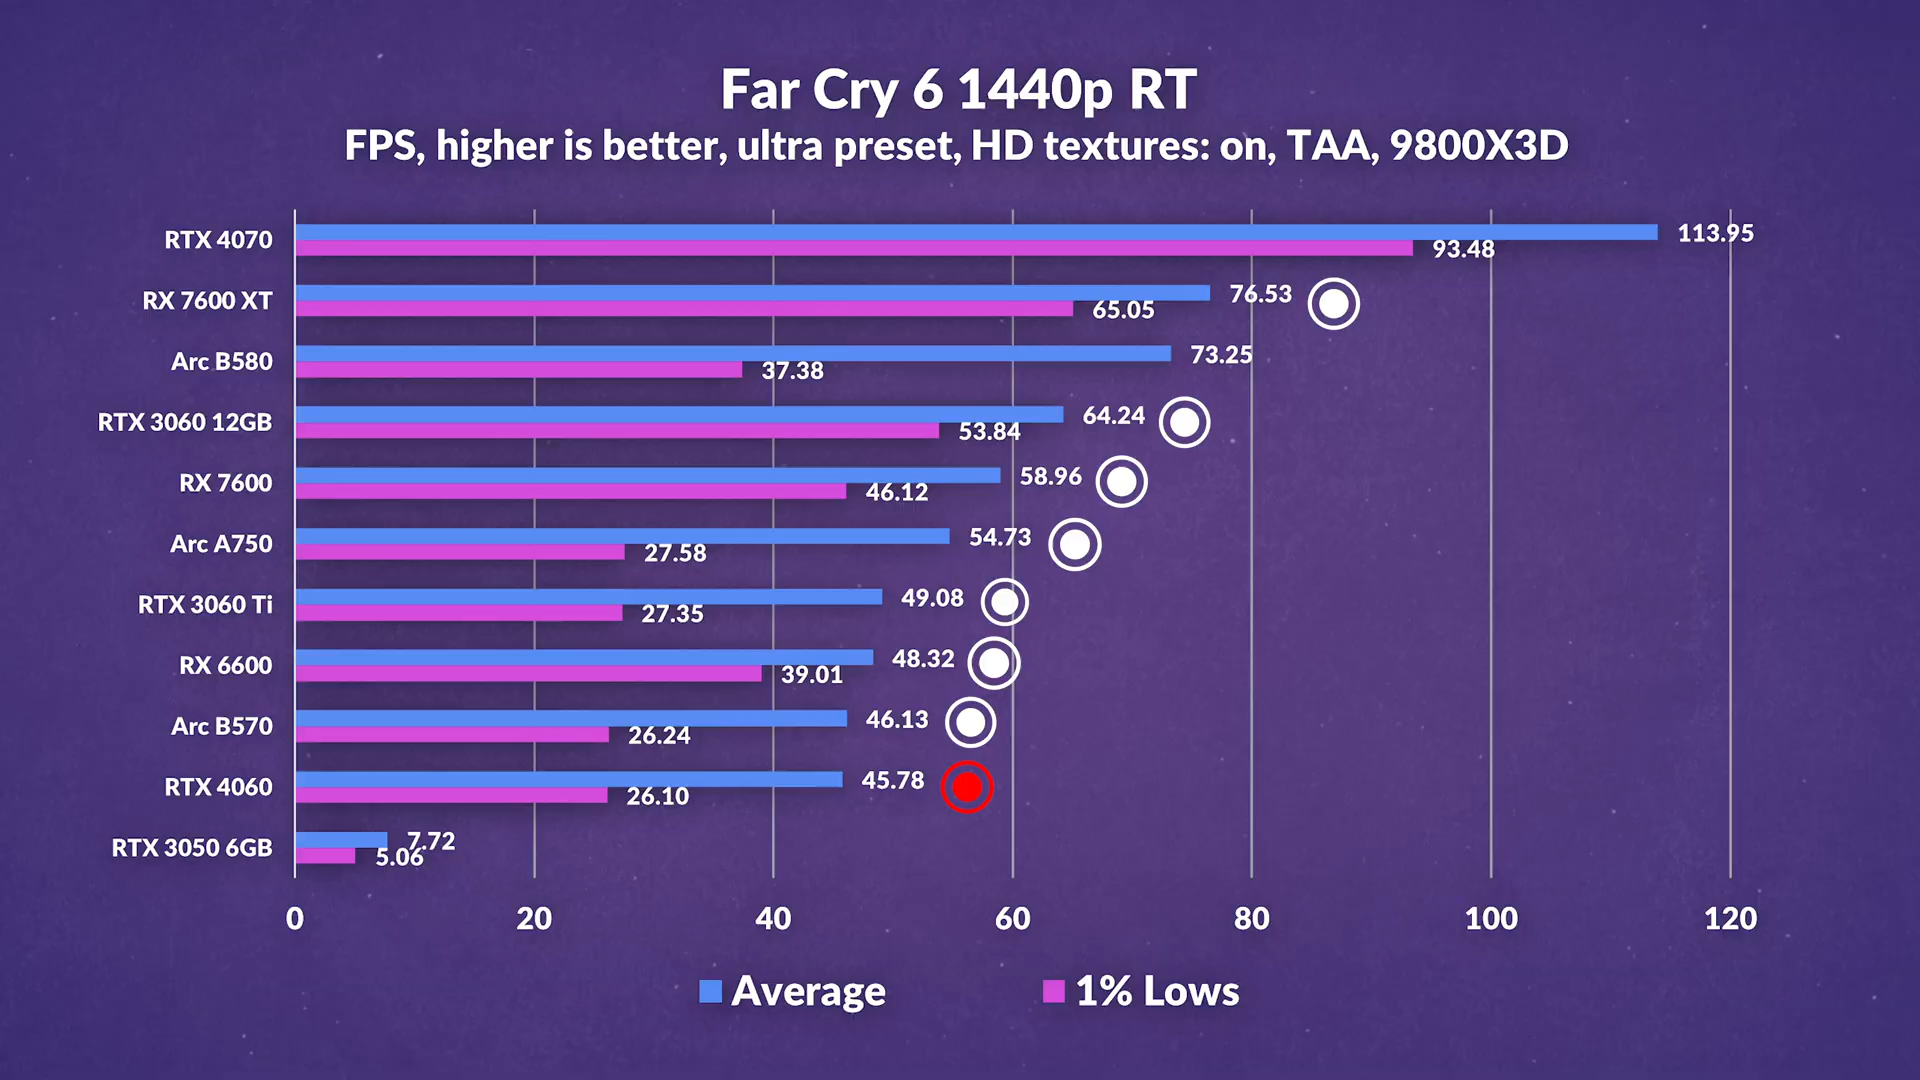 Far Cry 6 1440p RT
FPS, higher is better, ultra preset, HD textures: on, TAA, 9800X3D
RTX 4070 113.95
93.48
RX 7600 XT 76.53
65.05
Arc B580 73.25
37.38
RTX 3060 12GB 64.24
53.84
RX 7600 58.96
46.12
Arc A750 54.73
27.58
RTX 3060 Ti 49.08
27.35
RX 6600 48.32
39.01
Arc B570 46.13
26.24
RTX 4060 45.78
26.10
RTX 3050 6GB 7.72
5.06
0 20 40 60 80 100 120
Average 1% Lows